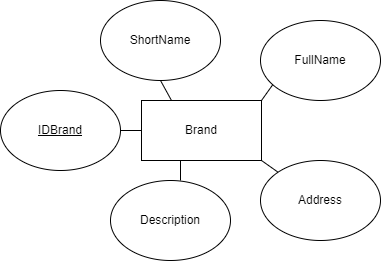 ShortName
FullName
IDBrand
Brand
Address
Description